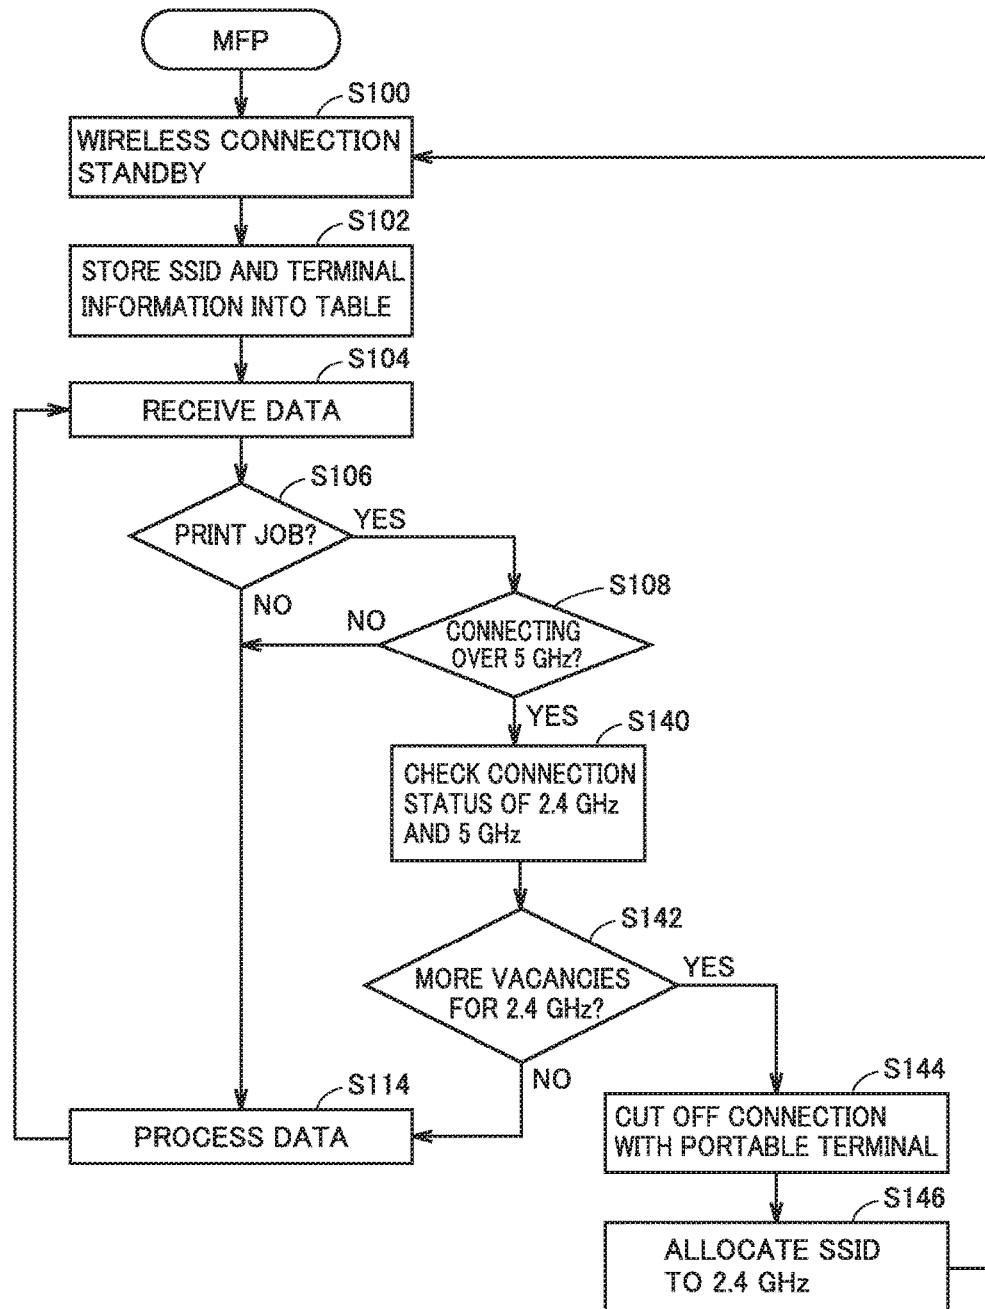 MFP
S100
WIRELESS CONNECTION
STANDBY
S102
STORE SSID AND TERMINAL
INFORMATION INTO TABLE
S104
RECEIVE DATA
S106
PRINT JOB?
YES
NO
S108
CONNECTING
OVER 5 GHz?
NO
YES
S140
CHECK CONNECTION
STATUS OF 2.4 GHz
AND 5 GHz
S142
MORE VACANCIES
FOR 2.4 GHz?
YES
NO
S114
PROCESS DATA
S144
CUT OFF CONNECTION
WITH PORTABLE TERMINAL
S146
ALLOCATE SSID
TO 2.4 GHz